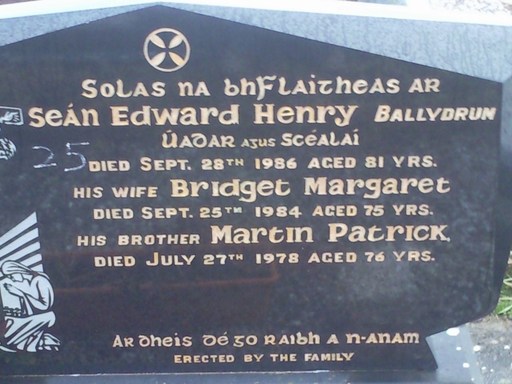 Solas na bhFlaitheas ar
Seán Edward Henry Ballydrun
Údar agus Scéalaí
25
Died Sept. 28th 1986 aged 81 yrs.
his wife Bridget Margaret
Died Sept. 25th 1984 aged 75 yrs.
his brother Martin Patrick,
Died July 27th 1978 aged 76 yrs.
Ar dheis Dé go raibh a n-anam
Erected by the family